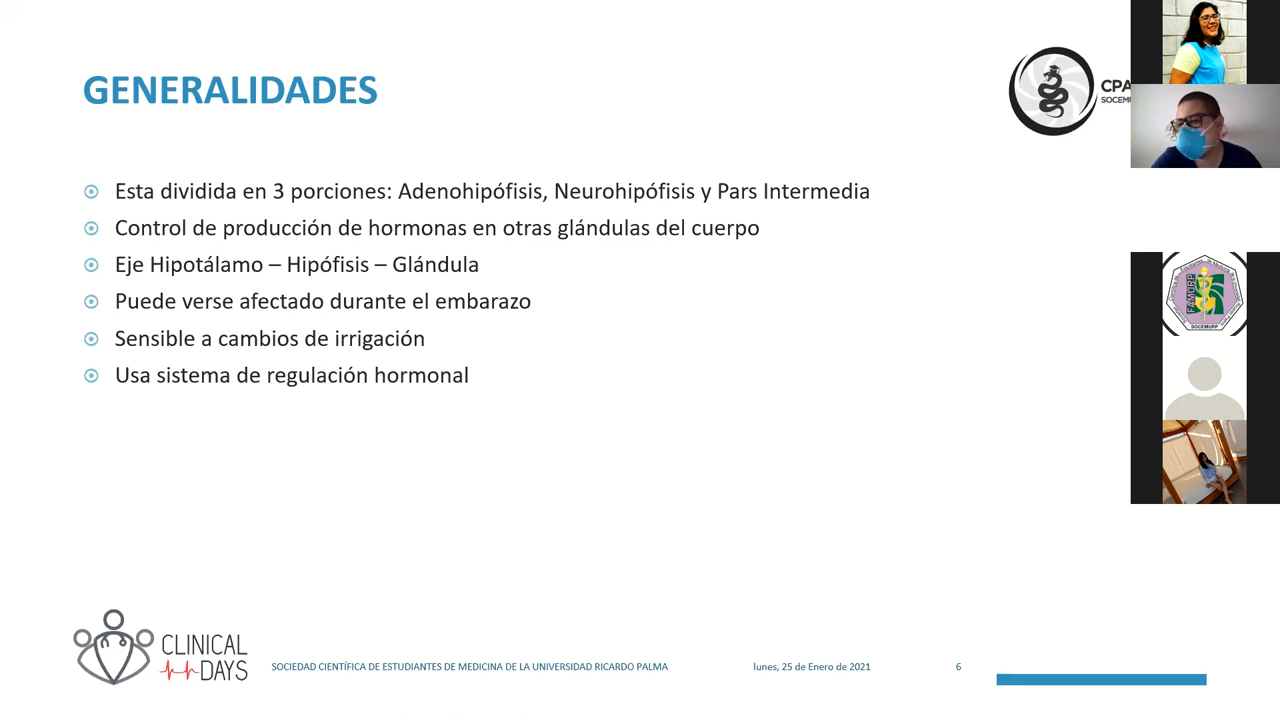 GENERALIDADES
CPA
SOCEMU
Esta dividida en 3 porciones: Adenohipófisis, Neurohipófisis y Pars Intermedia
Control de producción de hormonas en otras glándulas del cuerpo
Eje Hipotálamo – Hipófisis – Glándula
Puede verse afectado durante el embarazo
Sensible a cambios de irrigación
Usa sistema de regulación hormonal
FAMURP
SOCEMURP
CLINICAL
DAYS
SOCIEDAD CIENTÍFICA DE ESTUDIANTES DE MEDICINA DE LA UNIVERSIDAD RICARDO PALMA
lunes, 25 de Enero de 2021
6